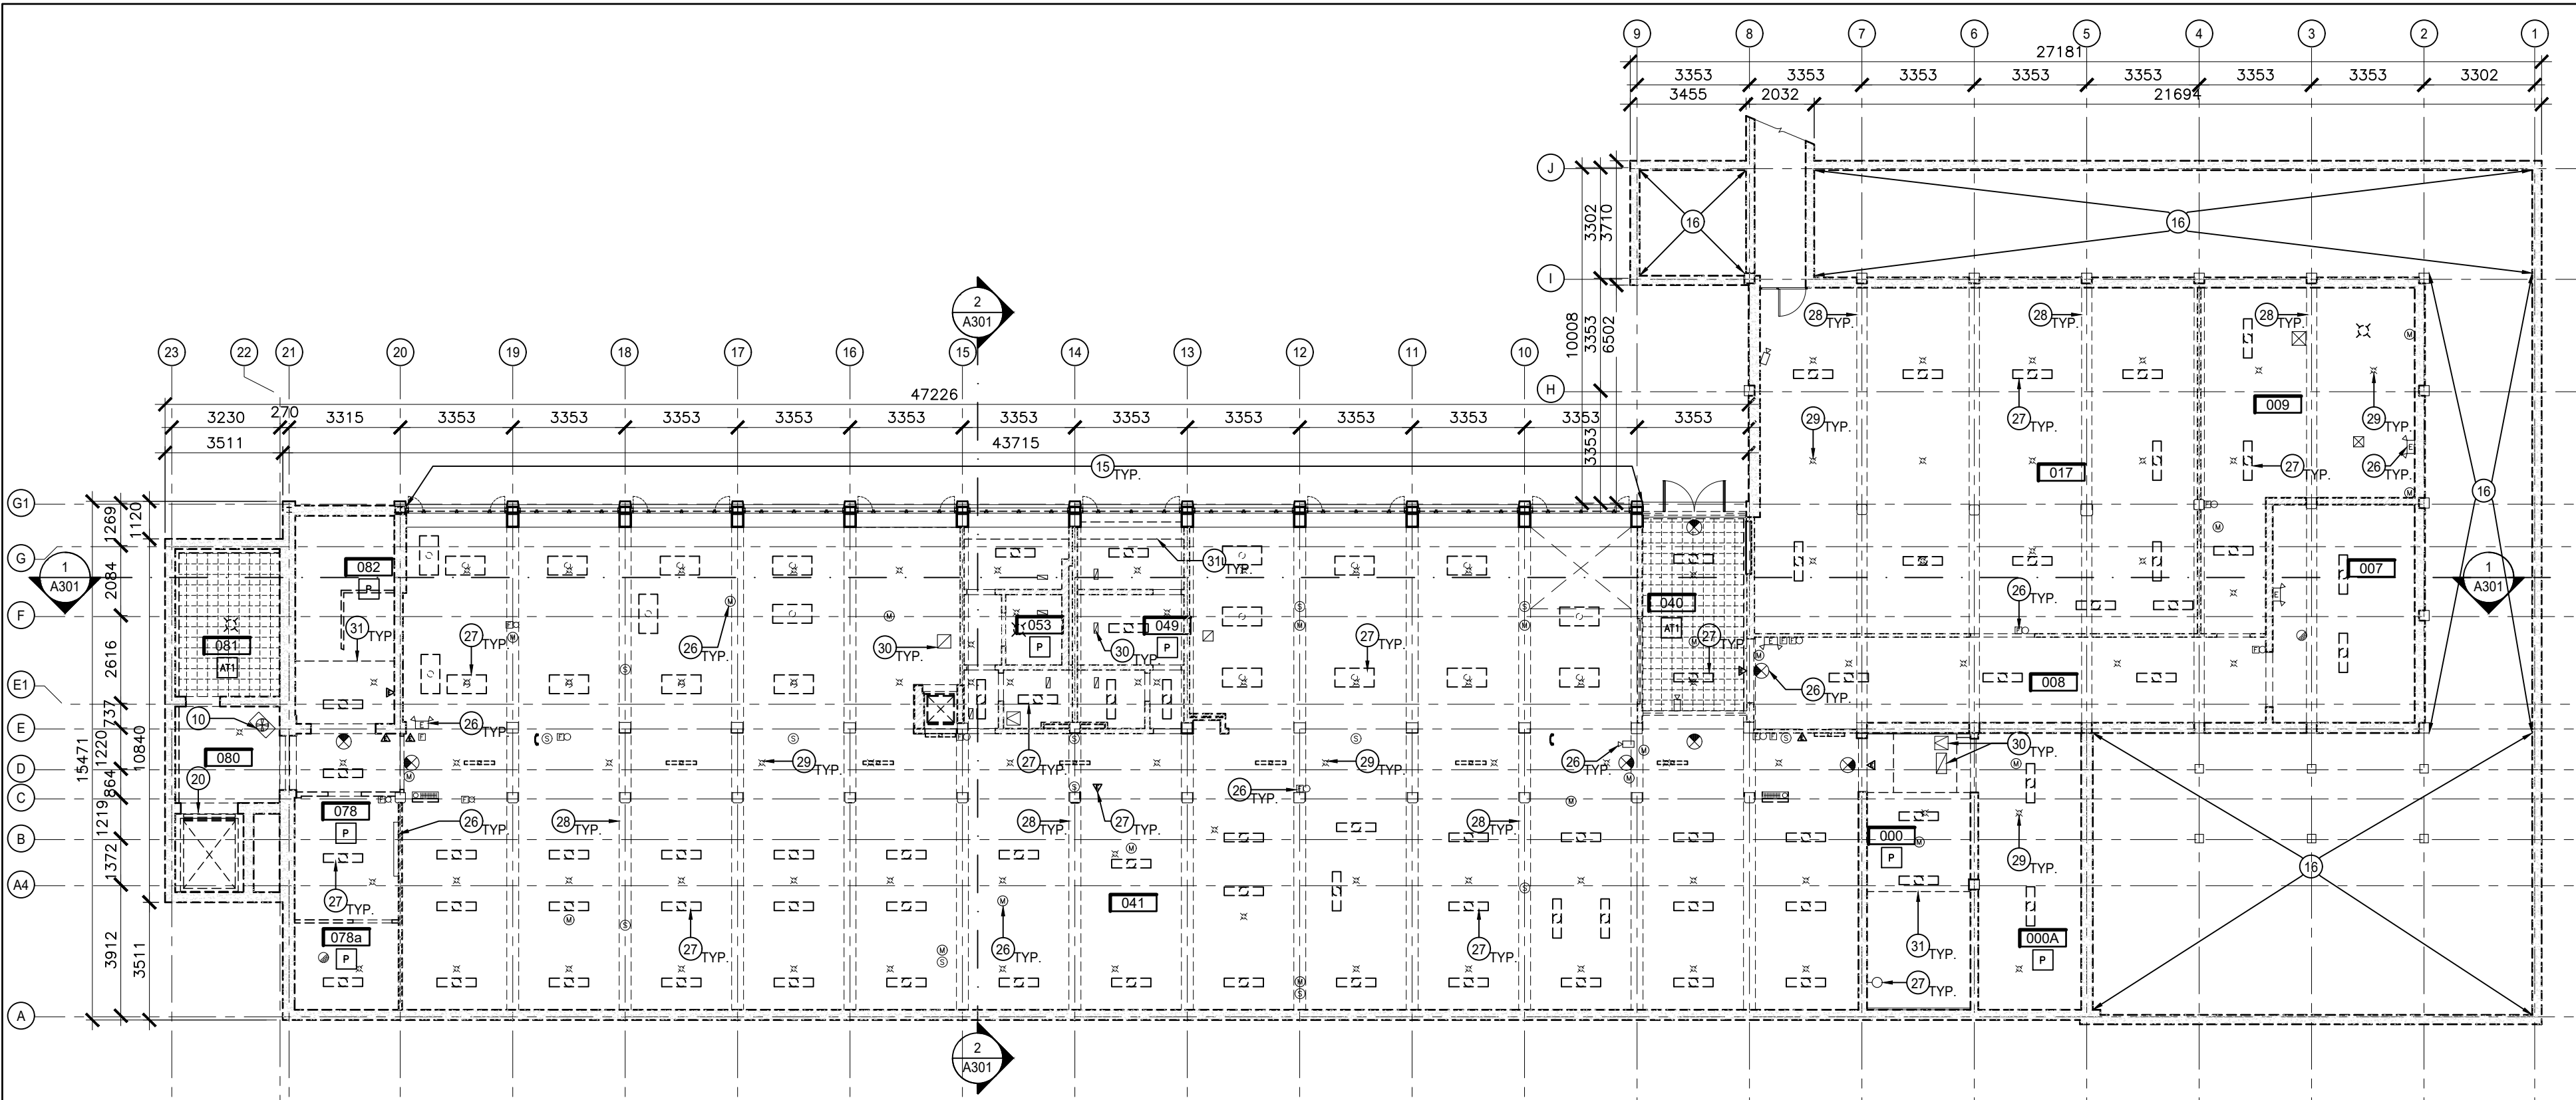 9 8 7 6 5 4 3 2 1
27181
3353 3353 3353 3353 3353 3353 3353 3302
3455 2032 21694
J
16 16
3302
3710
I
28 TYP. 28 TYP. 28 TYP.
M
10008
3353
6502
2
A301
23 22 21 20 19 18 17 16 15 14 13 12 11 10
H
47226
009
3230 270 3315 3353 3353 3353 3353 3353 3353 3353 3353 3353 3353 3353 3353
29 TYP. 27 TYP. 29 TYP.
3511 43715
3353
E
15 TYP.
017
27 TYP. 26 TYP.
16
M
G1
1269
1120
M
G
082
P
31
TYP.
007
1
A301
1
A301
2084
26 TYP.
E
040
AT1
F
M
M
S
M
S
M
31 TYP.
27 TYP.
26 TYP.
30 TYP.
053
P
30 TYP.
049
P
27 TYP.
M
27 TYP.
081
AT1
2616
S
M
008
E1
26 TYP.
737
10
E
26 TYP.
E
080
1220
S
S
S
S
S
30 TYP.
D
20
M
29 TYP.
27 TYP.
29 TYP.
26 TYP.
M
M
M
15471
10840
864
C
26 TYP.
S
M
078
P
26 TYP
28 TYP.
28 TYP.
27 TYP.
28 TYP.
1219
B
000
P
M
M
29 TYP.
1372
16
A4
27 TYP.
M
M
S
041
S
078a
P
27 TYP.
26 TYP.
27 TYP.
31 TYP.
000A
P
3912
3511
M
S
M
S
27 TYP.
A
2
A301